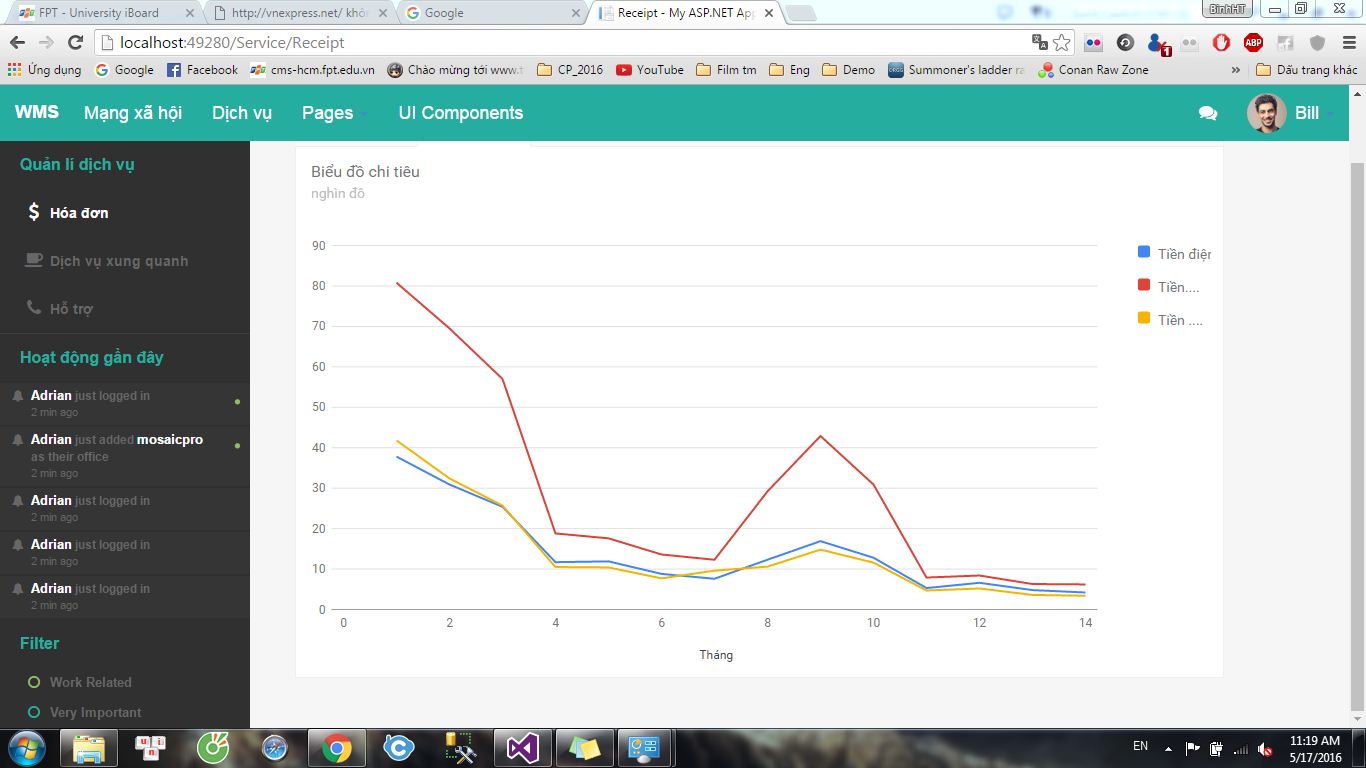 FPT - University iBoard
http://vnexpress.net/ khôn
Google
Receipt - My ASP.NET App
BinhHT
localhost:49280/Service/Receipt
1
ABP
Ứng dụng
Google
Facebook
cms-hcm.fpt.edu.vn
Chào mừng tới www.t
CP_2016
YouTube
Film tm
Eng
Demo
Summoner's ladder ra
Conan Raw Zone
»
Dấu trang khác
WMS
Mạng xã hội
Dịch vụ
Pages
UI Components
Bill
Quản lí dịch vụ
Hóa đơn
Dịch vụ xung quanh
Hỗ trợ
Hoạt động gần đây
Adrian just logged in
2 min ago
Adrian just added mosaicpro
as their office
2 min ago
Adrian just logged in
2 min ago
Adrian just logged in
2 min ago
Adrian just logged in
2 min ago
Filter
Work Related
Very Important
Biểu đồ chi tiêu
nghìn đồ
90
80
70
60
50
40
30
20
10
0
0 2 4 6 8 10 12 14
Tháng
Tiền điện
Tiền....
Tiền ....
EN
11:19 AM
5/17/2016